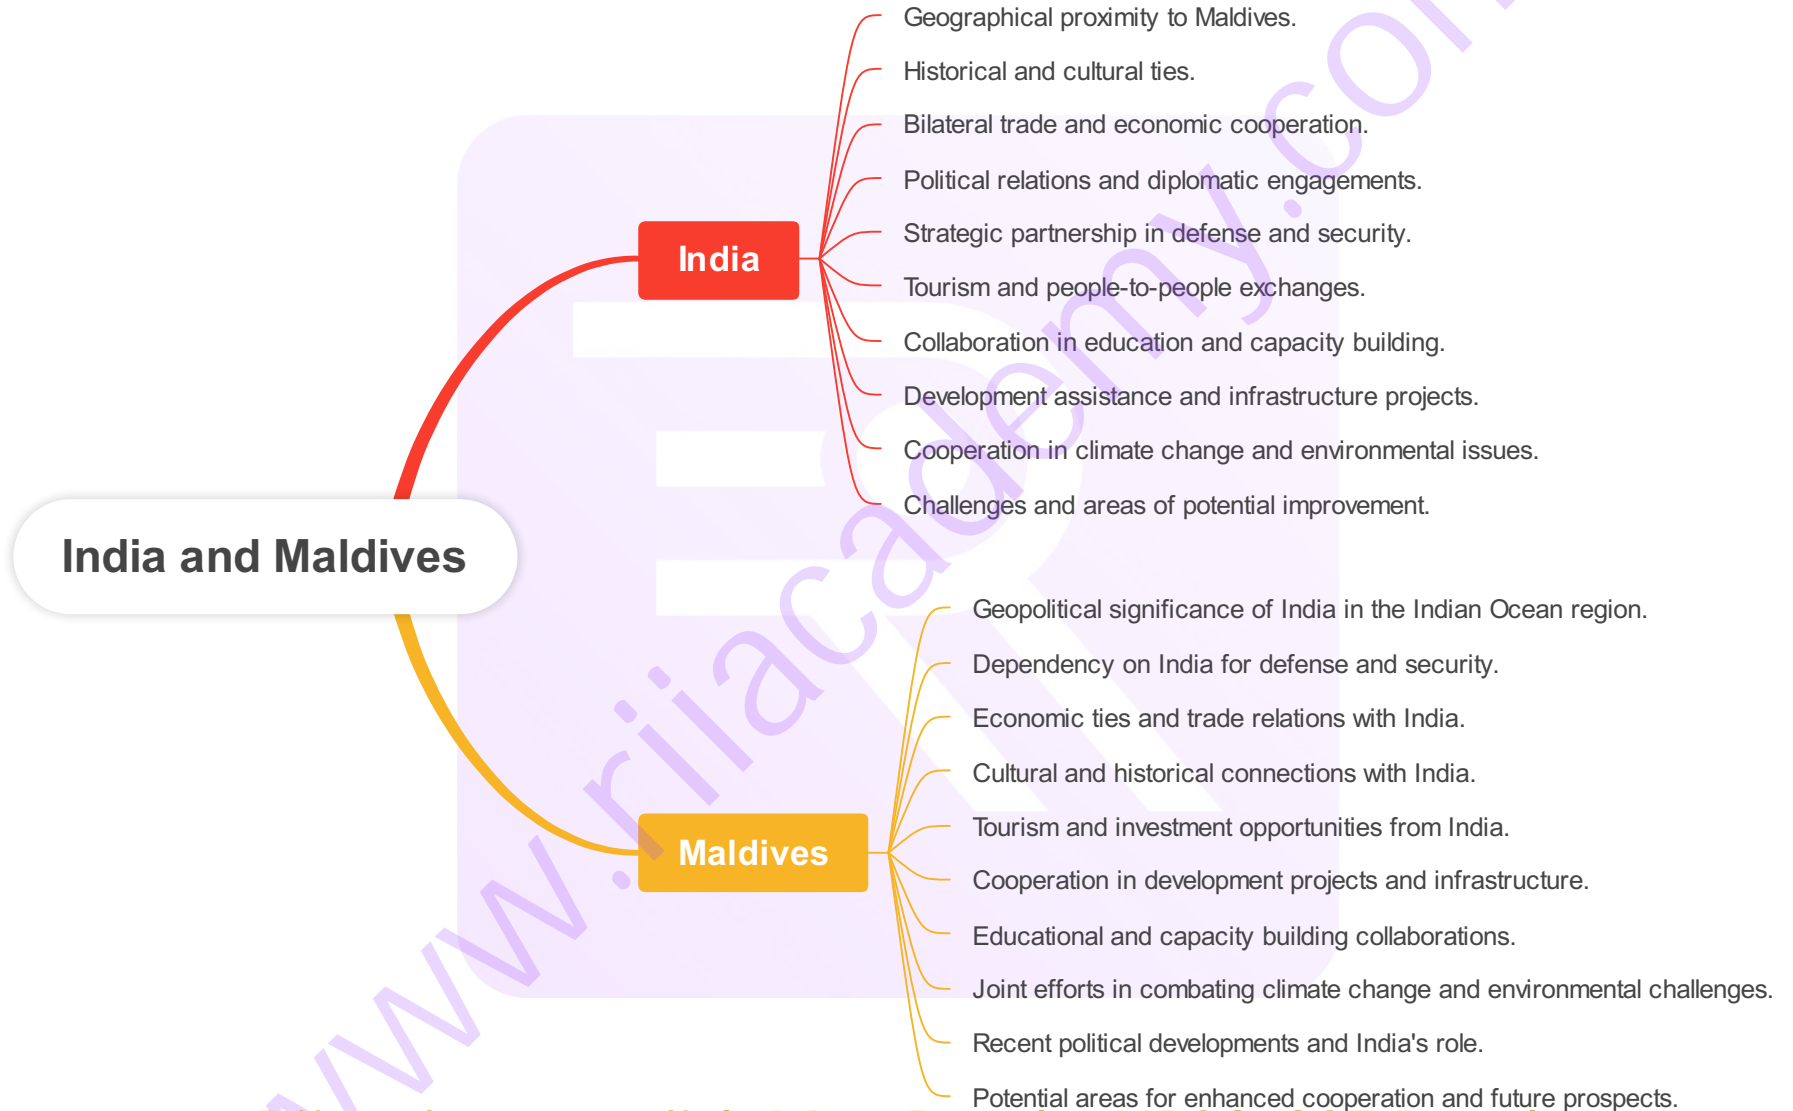 Geographical proximity to Maldives.
Historical and cultural ties.
Bilateral trade and economic cooperation.
Political relations and diplomatic engagements.
India
Strategic partnership in defense and security.
Tourism and people-to-people exchanges.
Collaboration in education and capacity building.
Development assistance and infrastructure projects.
Cooperation in climate change and environmental issues.
Challenges and areas of potential improvement.
India and Maldives
Geopolitical significance of India in the Indian Ocean region.
Dependency on India for defense and security.
Economic ties and trade relations with India.
Cultural and historical connections with India.
Tourism and investment opportunities from India.
Maldives
Cooperation in development projects and infrastructure.
Educational and capacity building collaborations.
Joint efforts in combating climate change and environmental challenges.
Recent political developments and India's role.
Potential areas for enhanced cooperation and future prospects.